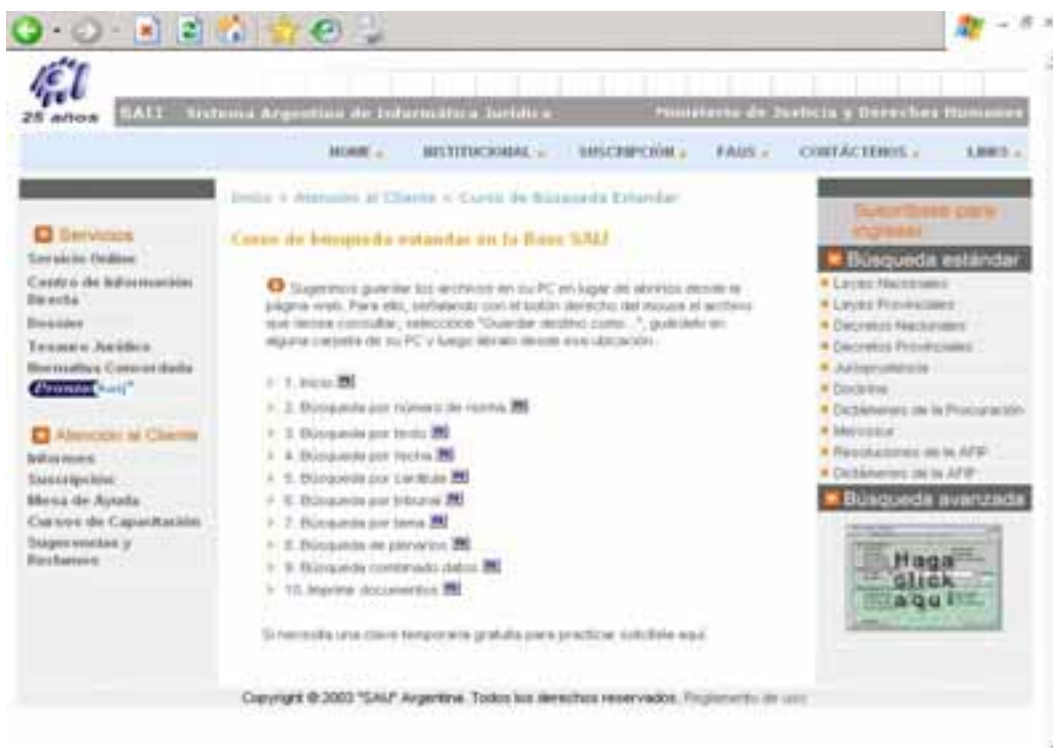 25 años
SAIJ Sistema Argentino de Informática Jurídica Ministerio de Justicia y Derechos Humanos
HOME INSTITUCIONAL SUSCRIPCIÓN FAQS CONTÁCTENOS LINKS
Inicio > Atención al Cliente > Curso de Búsqueda Estandar
Servicios
Servicio Online
Centro de Información
Directa
Dossier
Tesauro Jurídico
Normativa Concordada
Atención al Cliente
Informes
Suscripción
Mesa de Ayuda
Cursos de Capacitación
Sugerencias y
Reclamos
Curso de búsqueda estandar en la Base SAIJ
Sugerimos guardar los archivos en su PC en lugar de abrirlos desde la
página web. Para ello, señalando con el botón derecho del mouse el archivo
que desea consultar, seleccione "Guardar destino como...", guárdelo en
alguna carpeta de su PC y luego ábralo desde esa ubicación.
1. Inicio
2. Búsqueda por número de norma
3. Búsqueda por texto
4. Búsqueda por fecha
5. Búsqueda por carátula
6. Búsqueda por tribunal
7. Búsqueda por tema
8. Búsqueda de plenarios
9. Búsqueda combinado datos
10. Imprimir documentos
Si necesita una clave temporaria gratuita para practicar solicítela aquí
Suscríbase para
ingresar
Búsqueda estándar
Leyes Nacionales
Leyes Provinciales
Decretos Nacionales
Decretos Provinciales
Jurisprudencia
Doctrina
Dictámenes de la Procuración
Mercosur
Resoluciones de la AFIP
Dictámenes de la AFIP
Búsqueda avanzada
Haga
click
aquí
Copyright © 2003 "SAIJ" Argentina. Todos los derechos reservados. Reglamento de uso